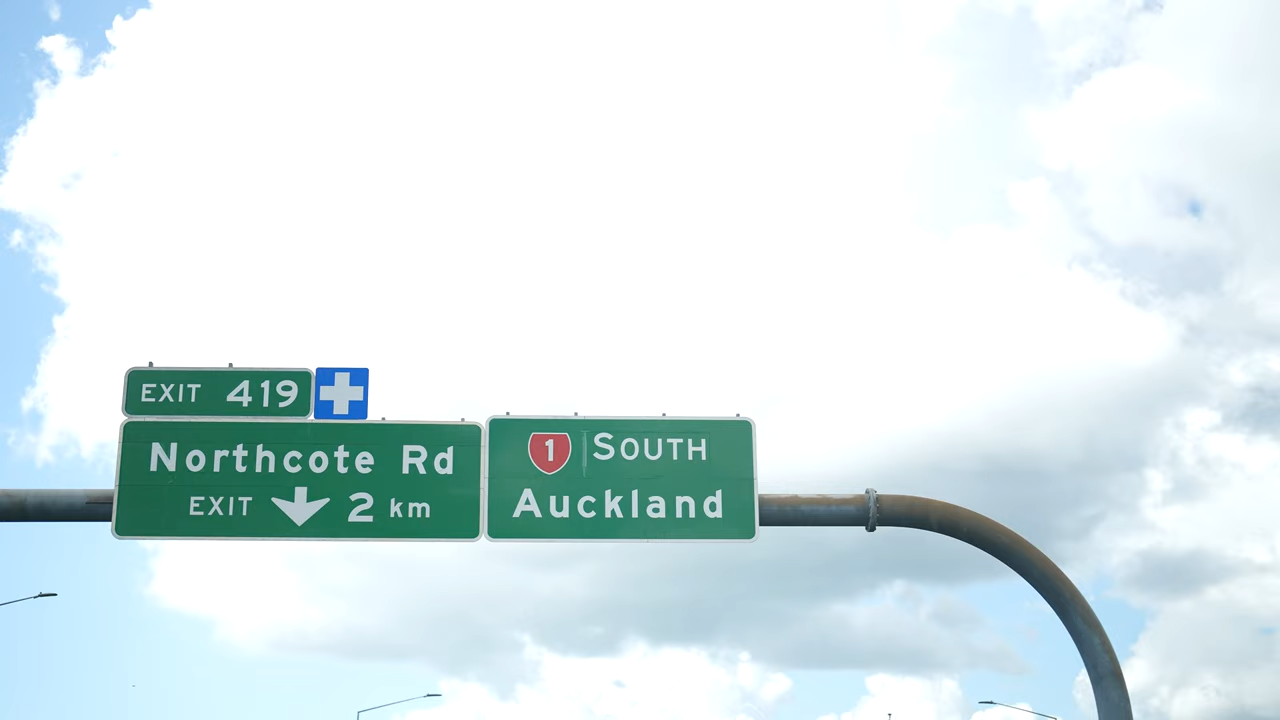 EXIT 419
Northcote Rd
EXIT 2 km
1 SOUTH
Auckland